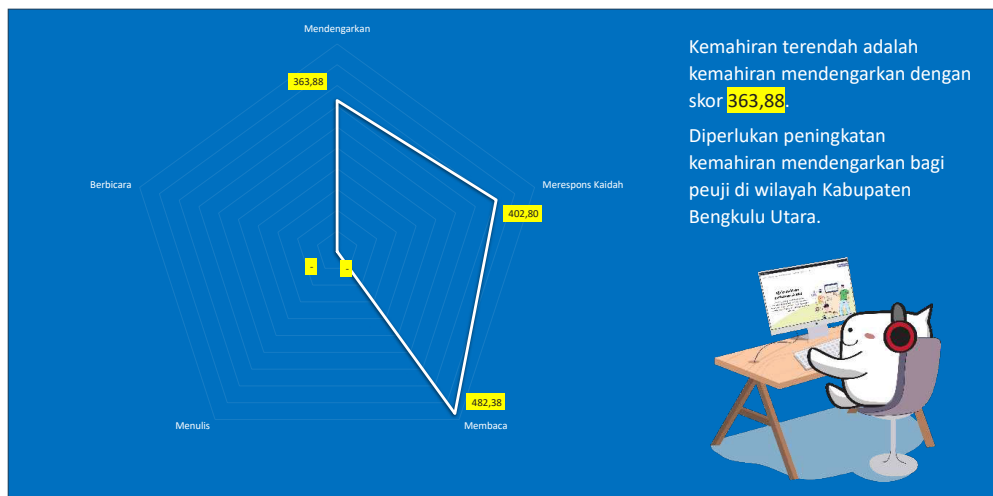 Mendengarkan
363,88
Berbicara
Merespons Kaidah
402,80
-
-
482,38
Menulis
Membaca
Kemahiran terendah adalah
kemahiran mendengarkan dengan
skor 363,88.
Diperlukan peningkatan
kemahiran mendengarkan bagi
peuji di wilayah Kabupaten
Bengkulu Utara.